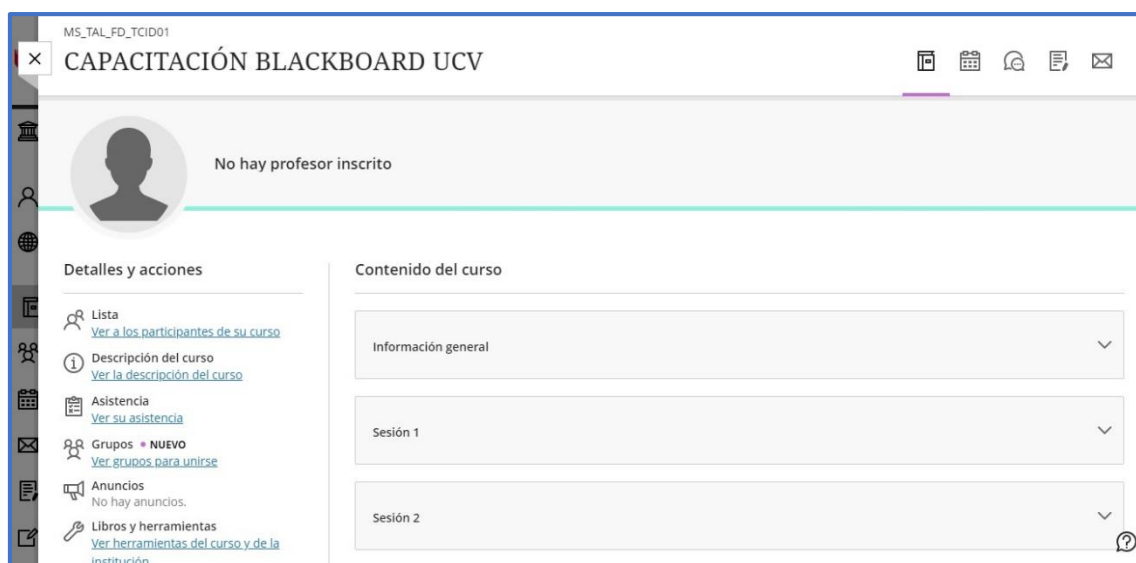 MS_TAL_FD_TCID01
CAPACITACIÓN BLACKBOARD UCV
No hay profesor inscrito
Detalles y acciones
Lista
Ver a los participantes de su curso
Descripción del curso
Ver la descripción del curso
Asistencia
Ver su asistencia
Grupos • NUEVO
Ver grupos para unirse
Anuncios
No hay anuncios.
Libros y herramientas
Ver herramientas del curso y de la
institución
Contenido del curso
Información general
Sesión 1
Sesión 2